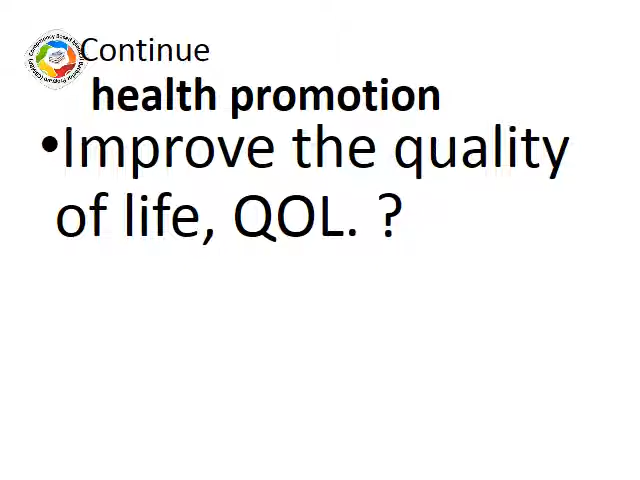 Continue
health promotion
•Improve the quality
of life, QOL. ?